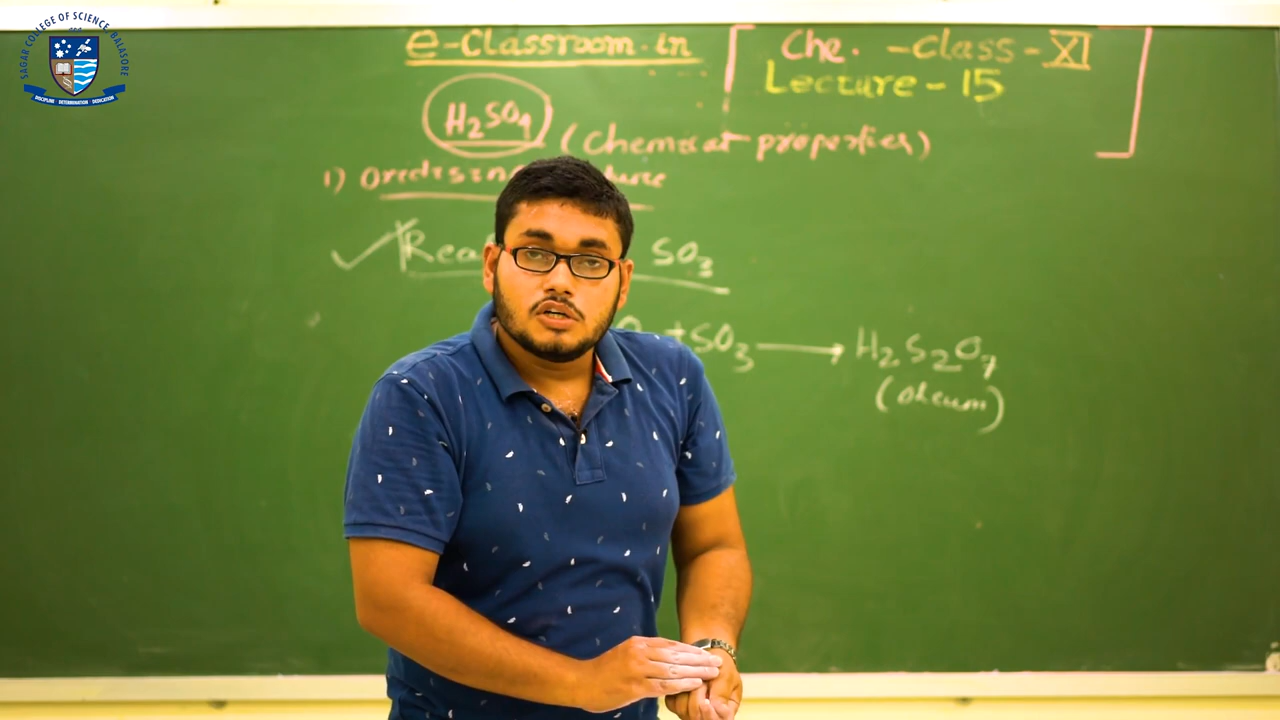 SAGAR COLLEGE OF SCIENCE, BALASORE
DISCIPLINE · DETERMINATION · DEDICATION
e-Classroom.in
Che. -Class-XI
Lecture-15
H2SO4 (Chemical properties)
1)
SO3
+SO3 → H2S2O7
(Oleum)